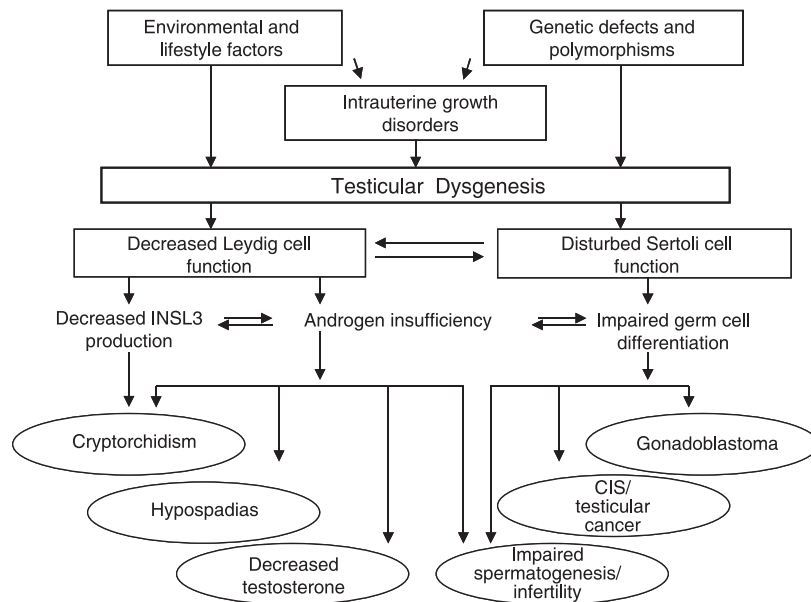 Environmental and
lifestyle factors
Genetic defects and
polymorphisms
Intrauterine growth
disorders
Testicular Dysgenesis
Decreased Leydig cell
function
Disturbed Sertoli cell
function
Decreased INSL3
production
Androgen insufficiency
Impaired germ cell
differentiation
Cryptorchidism
Gonadoblastoma
Hypospadias
CIS/
testicular
cancer
Decreased
testosterone
Impaired
spermatogenesis/
infertility